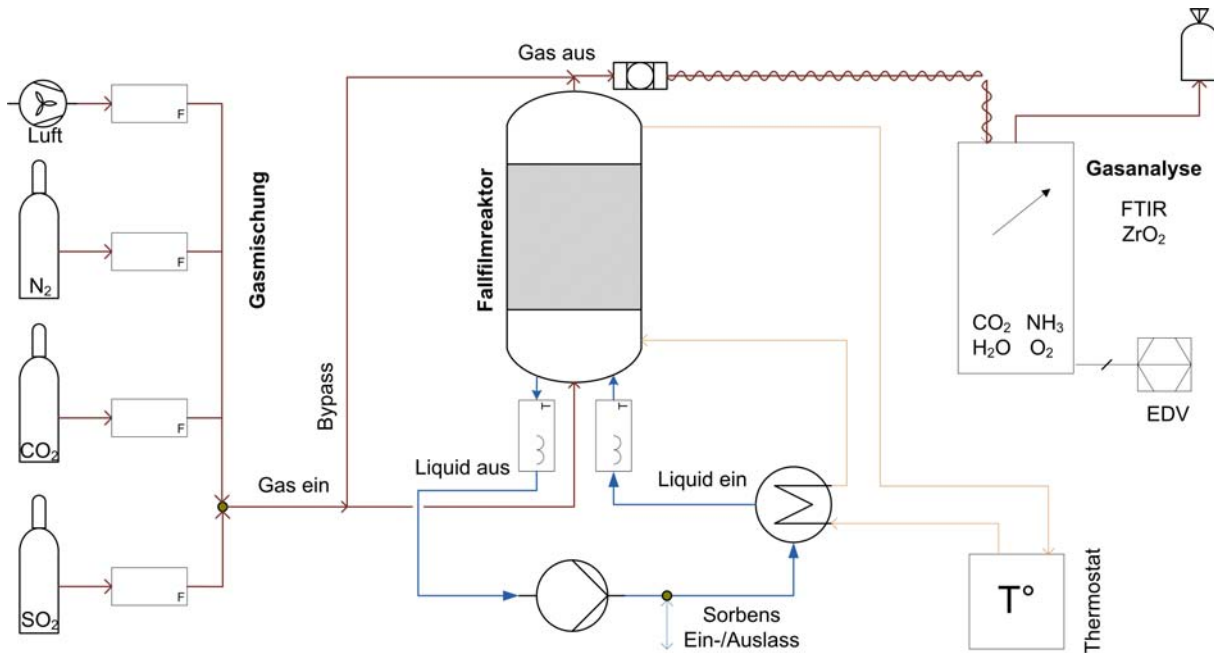 Luft
F
N2
F
CO2
F
SO2
F
Gasmischung
Gas ein
Bypass
Gas aus
Fallfilmreaktor
T
T
Liquid aus
Liquid ein
Sorbens
Ein-/Auslass
T°
Thermostat
Gasanalyse
FTIR
ZrO2
CO2 NH3
H2O O2
EDV